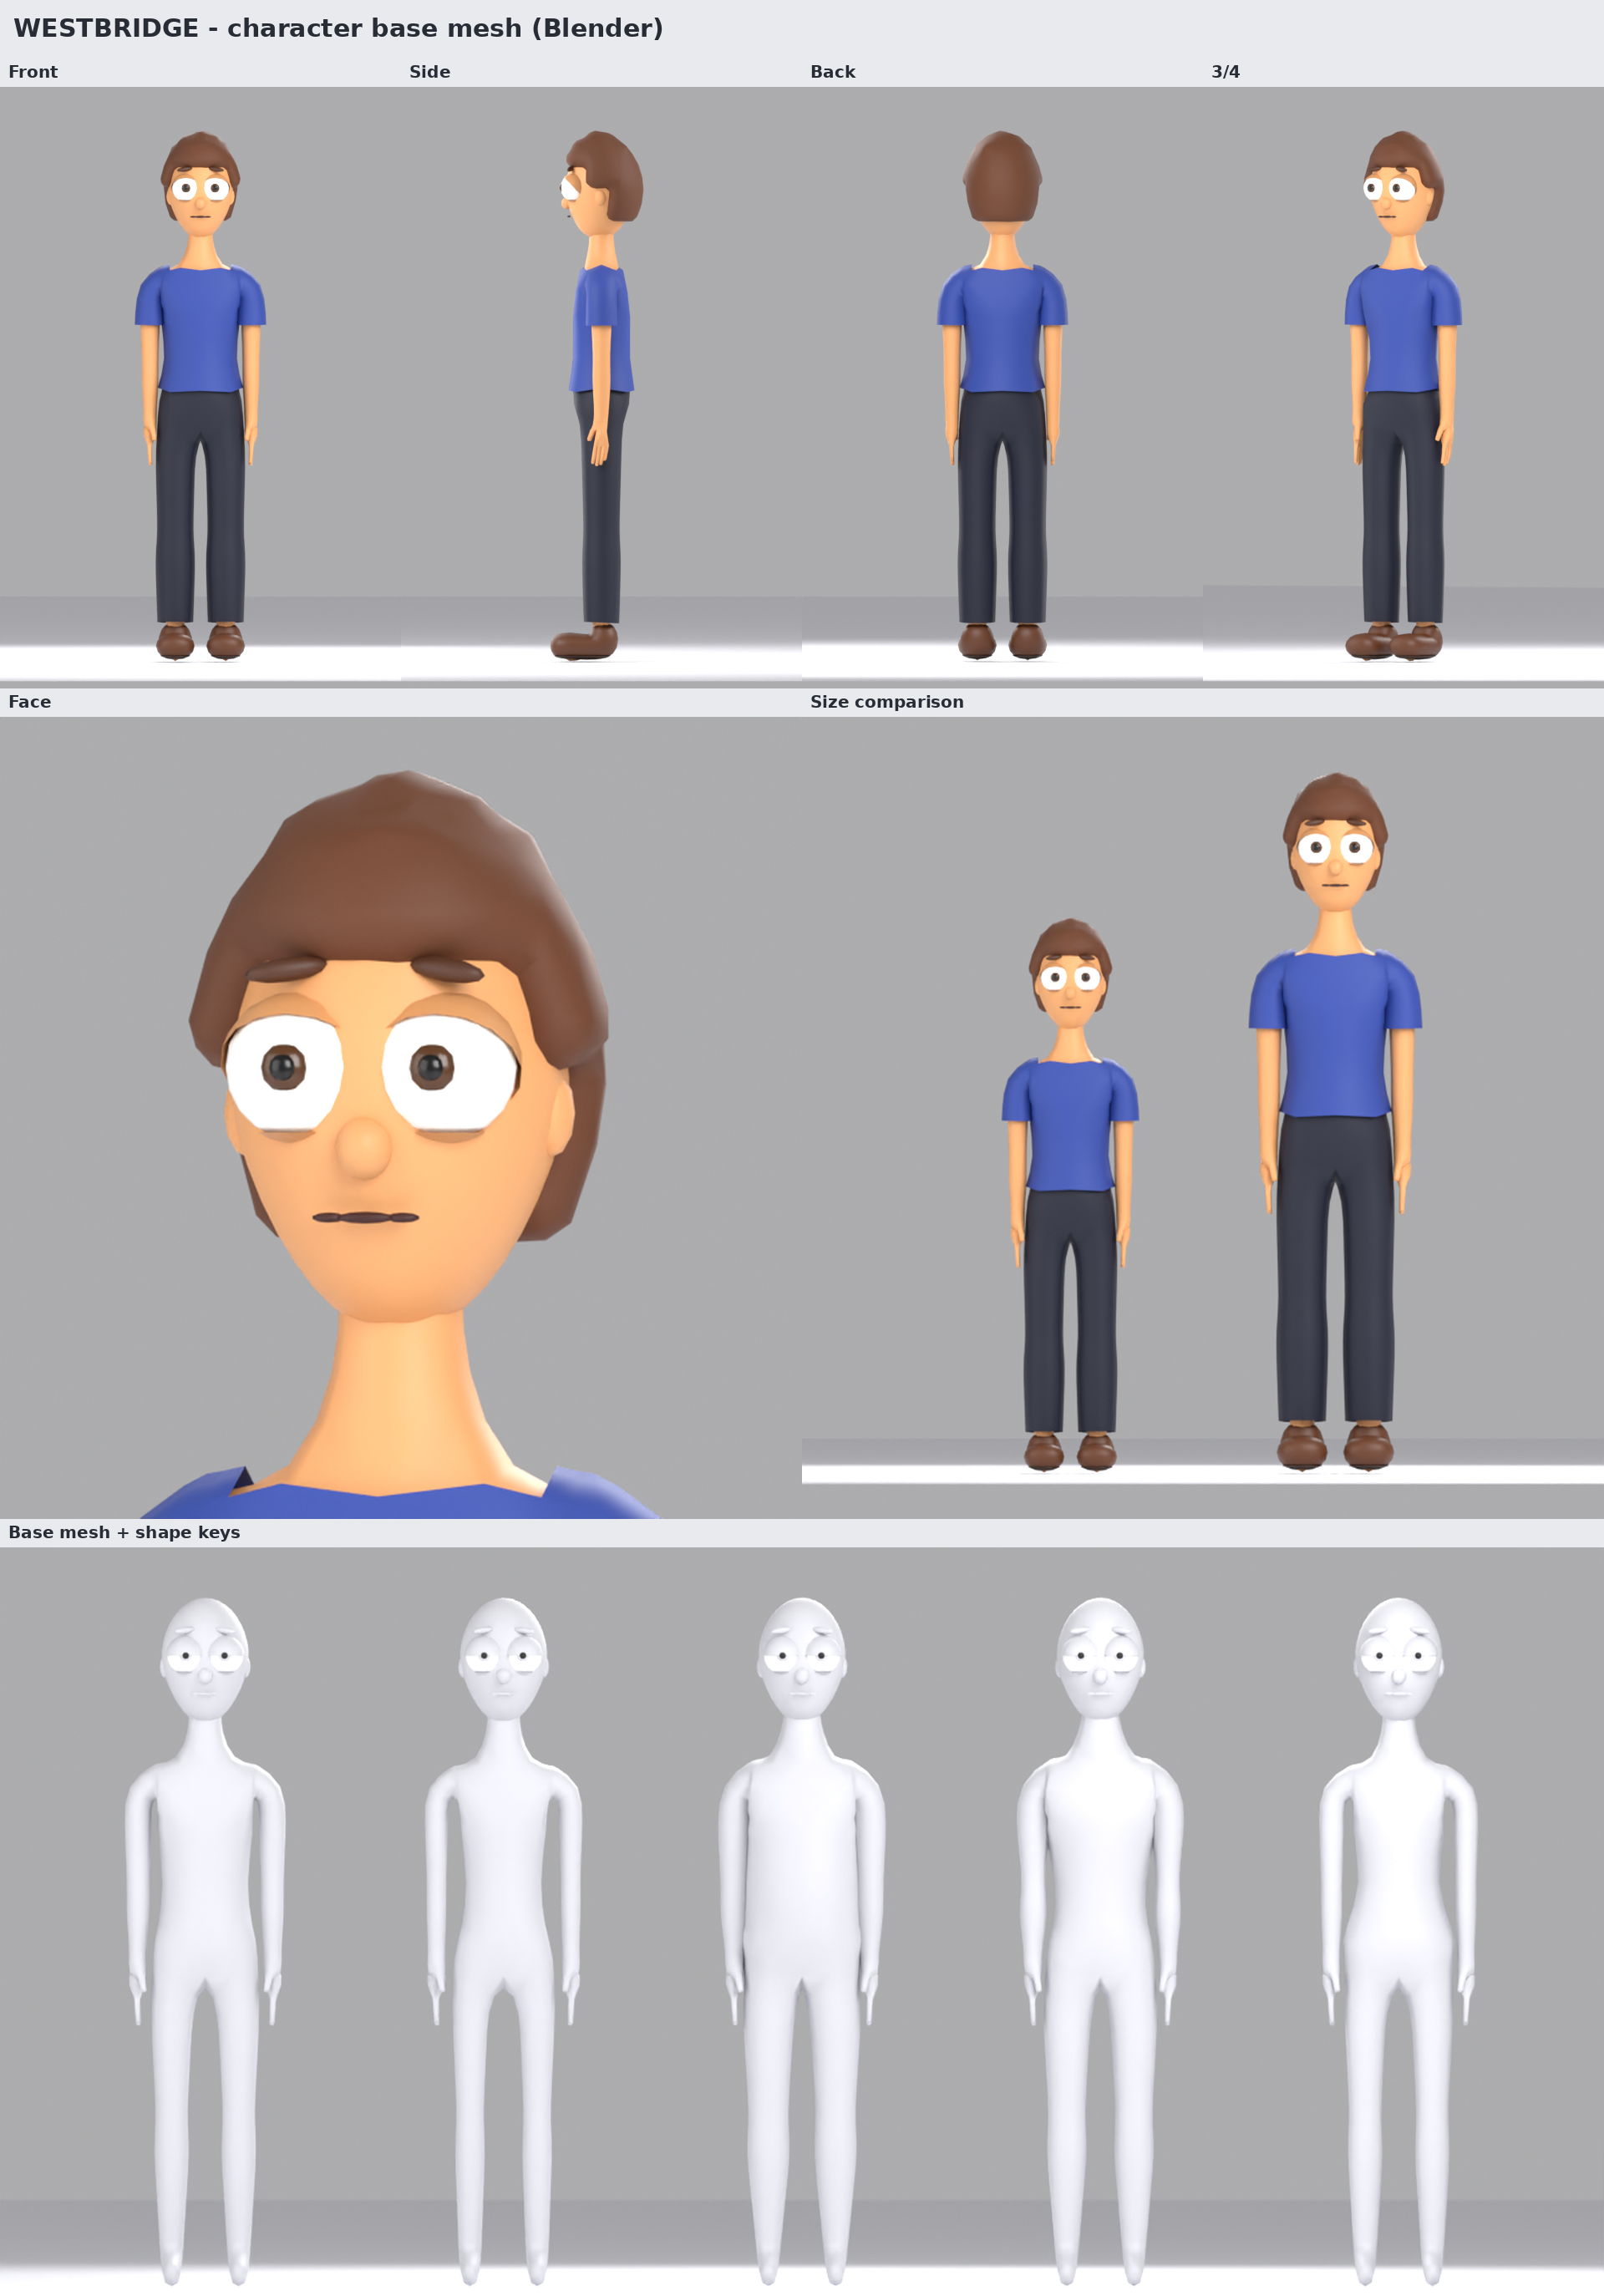 WESTBRIDGE - character base mesh (Blender)
Front
Side
Back
3/4
Face
Size comparison
Base mesh + shape keys